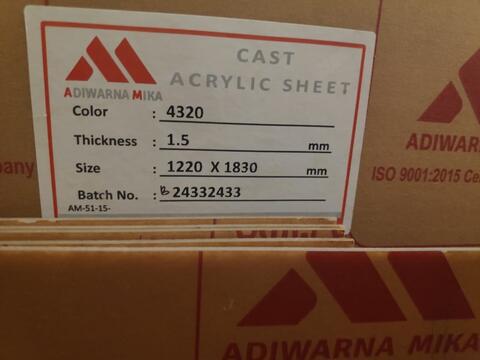 CAST
ACRYLIC SHEET
ADIWARNA MIKA
Color : 4320
Thickness : 1.5 mm
Size : 1220 X 1830 mm
Batch No. : B 24332433
AM-51-15-
ADIWARNA
ISO 9001:2015 Ce
ADIWARNA MIKA